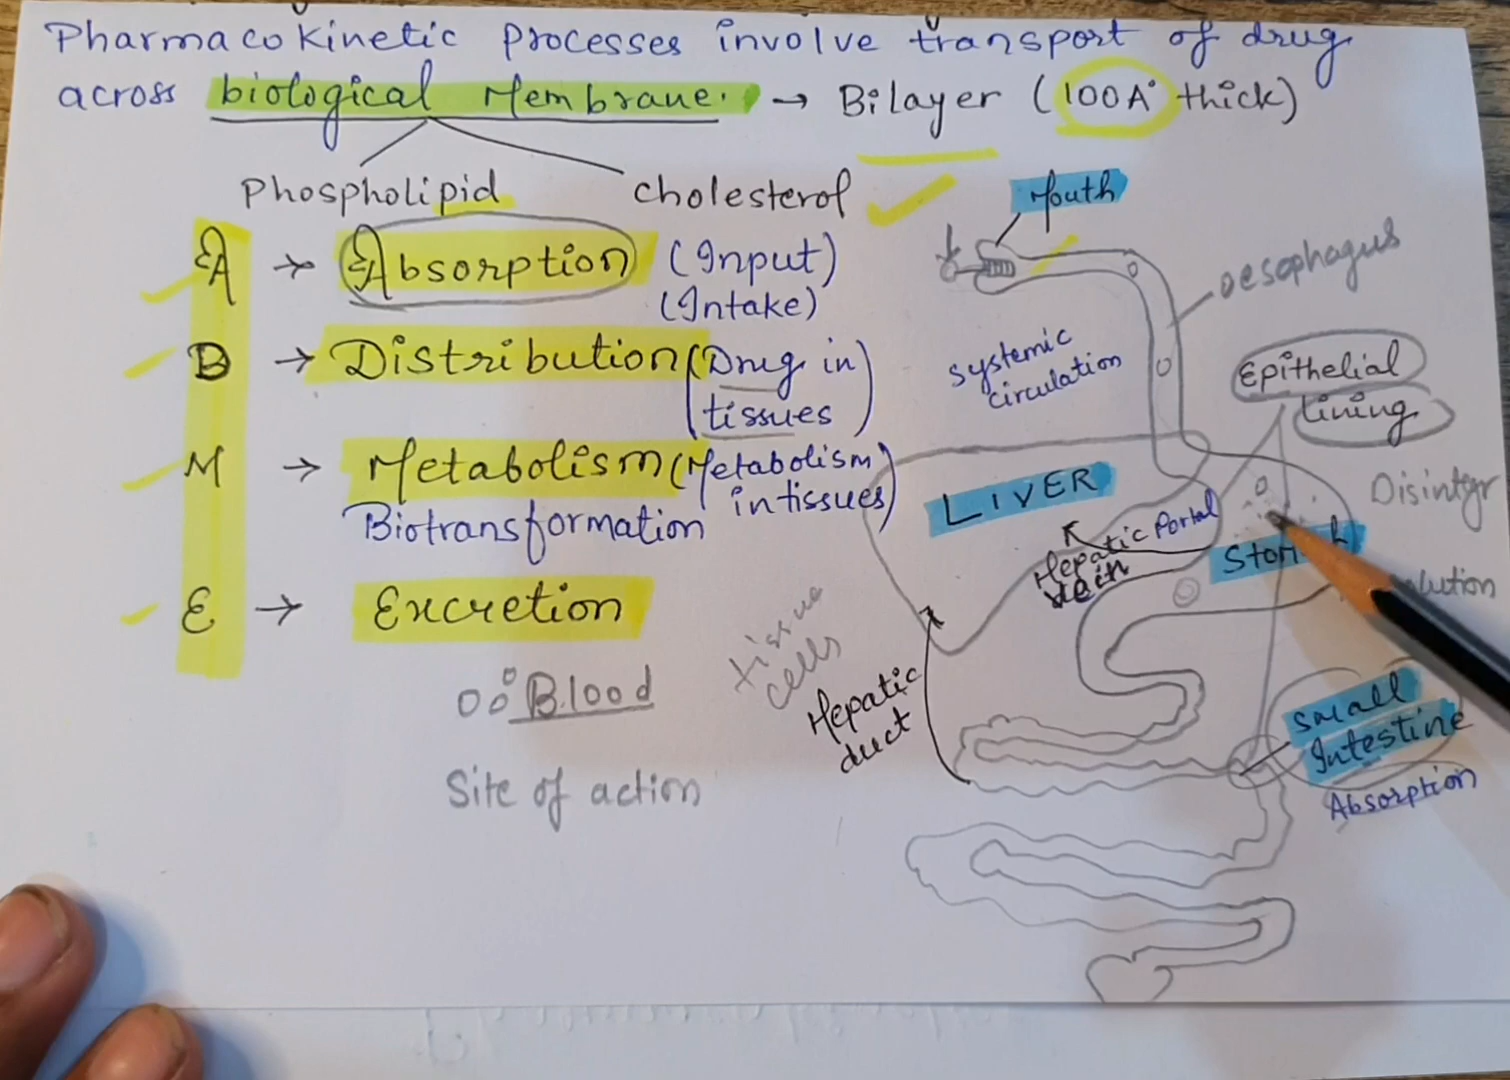 Pharmacokinetic processes involve transport of drug
across biological Membrane. → Bilayer (100A° thick)
Phospholipid
cholesterol
A → Absorption (Input)
(Intake)
D → Distribution (Drug in
tissues)
M → Metabolism (Metabolism
in tissues)
Biotransformation
E → Excretion
Blood
Site of action
Mouth
oesophagus
systemic
circulation
Epithelial
Lining
LIVER
Disintegr
Hepatic Portal
vein
tissue
cells
Hepatic
duct
small
Intestine
Absorption